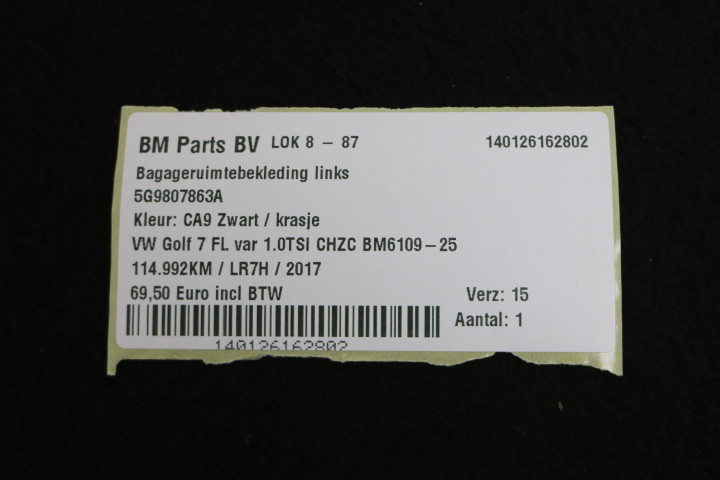 BM Parts BV LOK 8 - 87 140126162802
Bagageruimtebekleding links
5G9807863A
Kleur: CA9 Zwart / krasje
VW Golf 7 FL var 1.0TSI CHZC BM6109-25
114.992KM / LR7H / 2017
69,50 Euro incl BTW Verz: 15
Aantal: 1
140126162802